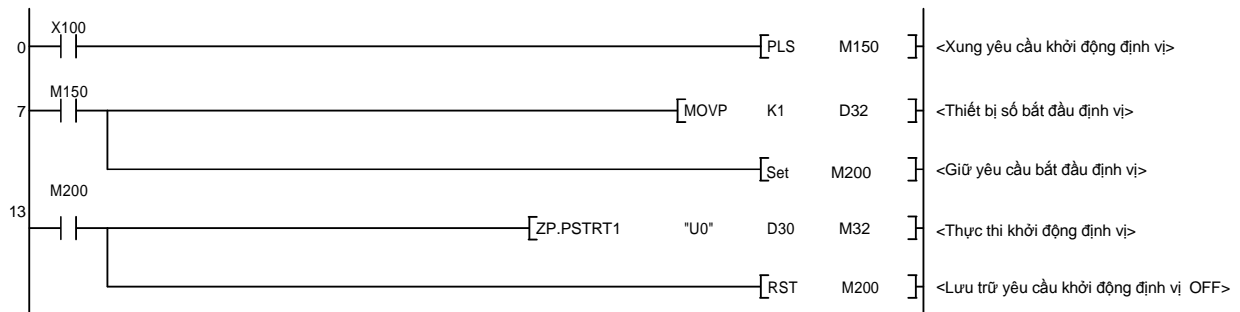 X100
0 PLS M150 <Xung yêu cầu khởi động định vị>
M150
7 MOVP K1 D32 <Thiết bị số bắt đầu định vị>
Set M200 <Giữ yêu cầu bắt đầu định vị>
M200
13
ZP.PSTRT1 "U0" D30 M32 <Thực thi khởi động định vị>
RST M200 <Lưu trữ yêu cầu khởi động định vị OFF>